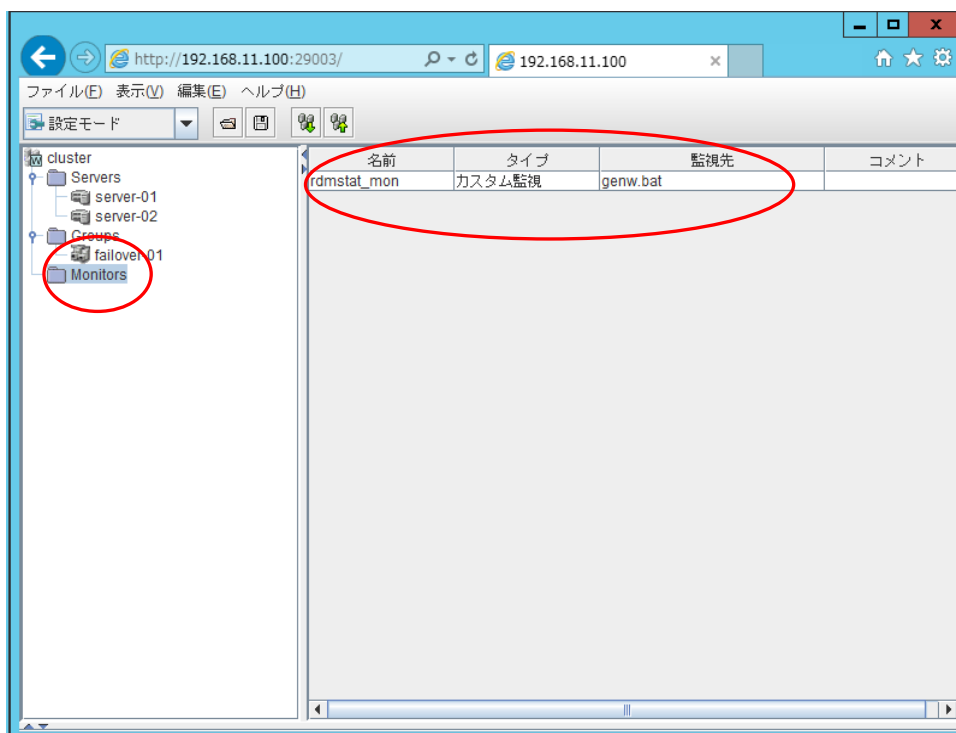 http://192.168.11.100:29003/
192.168.11.100
ファイル(F) 表示(V) 編集(E) ヘルプ(H)
設定モード
cluster
Servers
server-01
server-02
Groups
failover-01
Monitors
名前 タイプ 監視先 コメント
rdmstat_mon カスタム監視 genw.bat